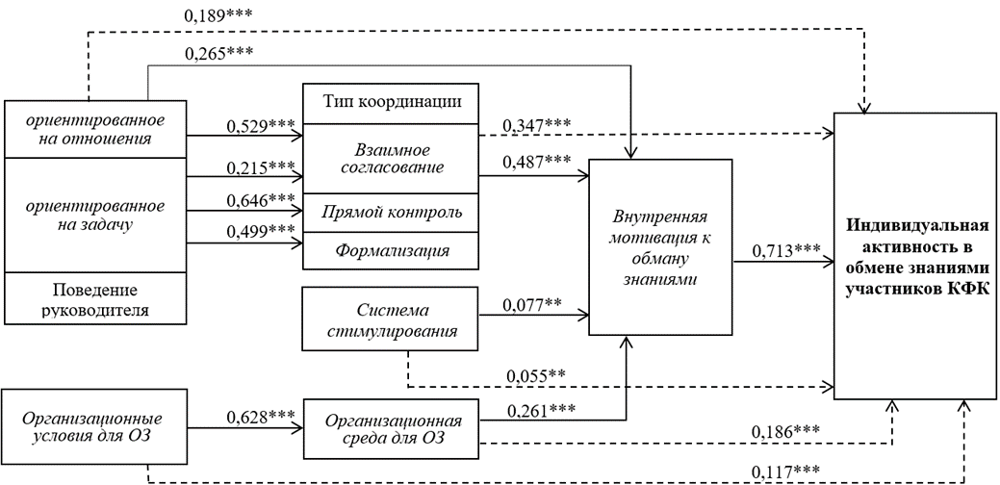 0,189***
0,265***
ориентированное
на отношения
ориентированное
на задачу
Поведение
руководителя
0,529***
0,215***
0,646***
0,499***
Тип координации
Взаимное
согласование
Прямой контроль
Формализация
0,347***
0,487***
Внутренняя
мотивация к
обману
знаниями
0,713***
Индивидуальная
активность в
обмене знаниями
участников КФК
Система
стимулирования
0,077**
0,055**
Организационные
условия для ОЗ
0,628***
Организационная
среда для ОЗ
0,261***
0,186***
0,117***